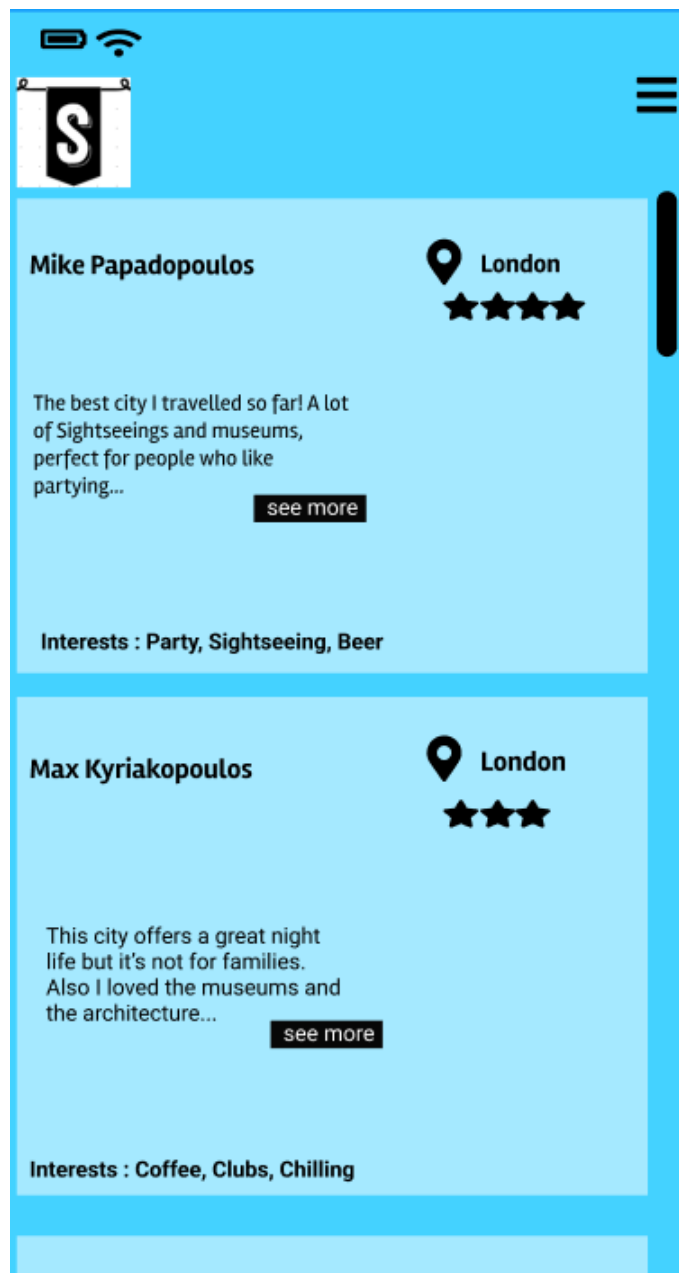 S
Mike Papadopoulos
London
The best city I travelled so far! A lot
of Sightseeings and museums,
perfect for people who like
partying...
see more
Interests : Party, Sightseeing, Beer
Max Kyriakopoulos
London
This city offers a great night
life but it's not for families.
Also I loved the museums and
the architecture...
see more
Interests : Coffee, Clubs, Chilling